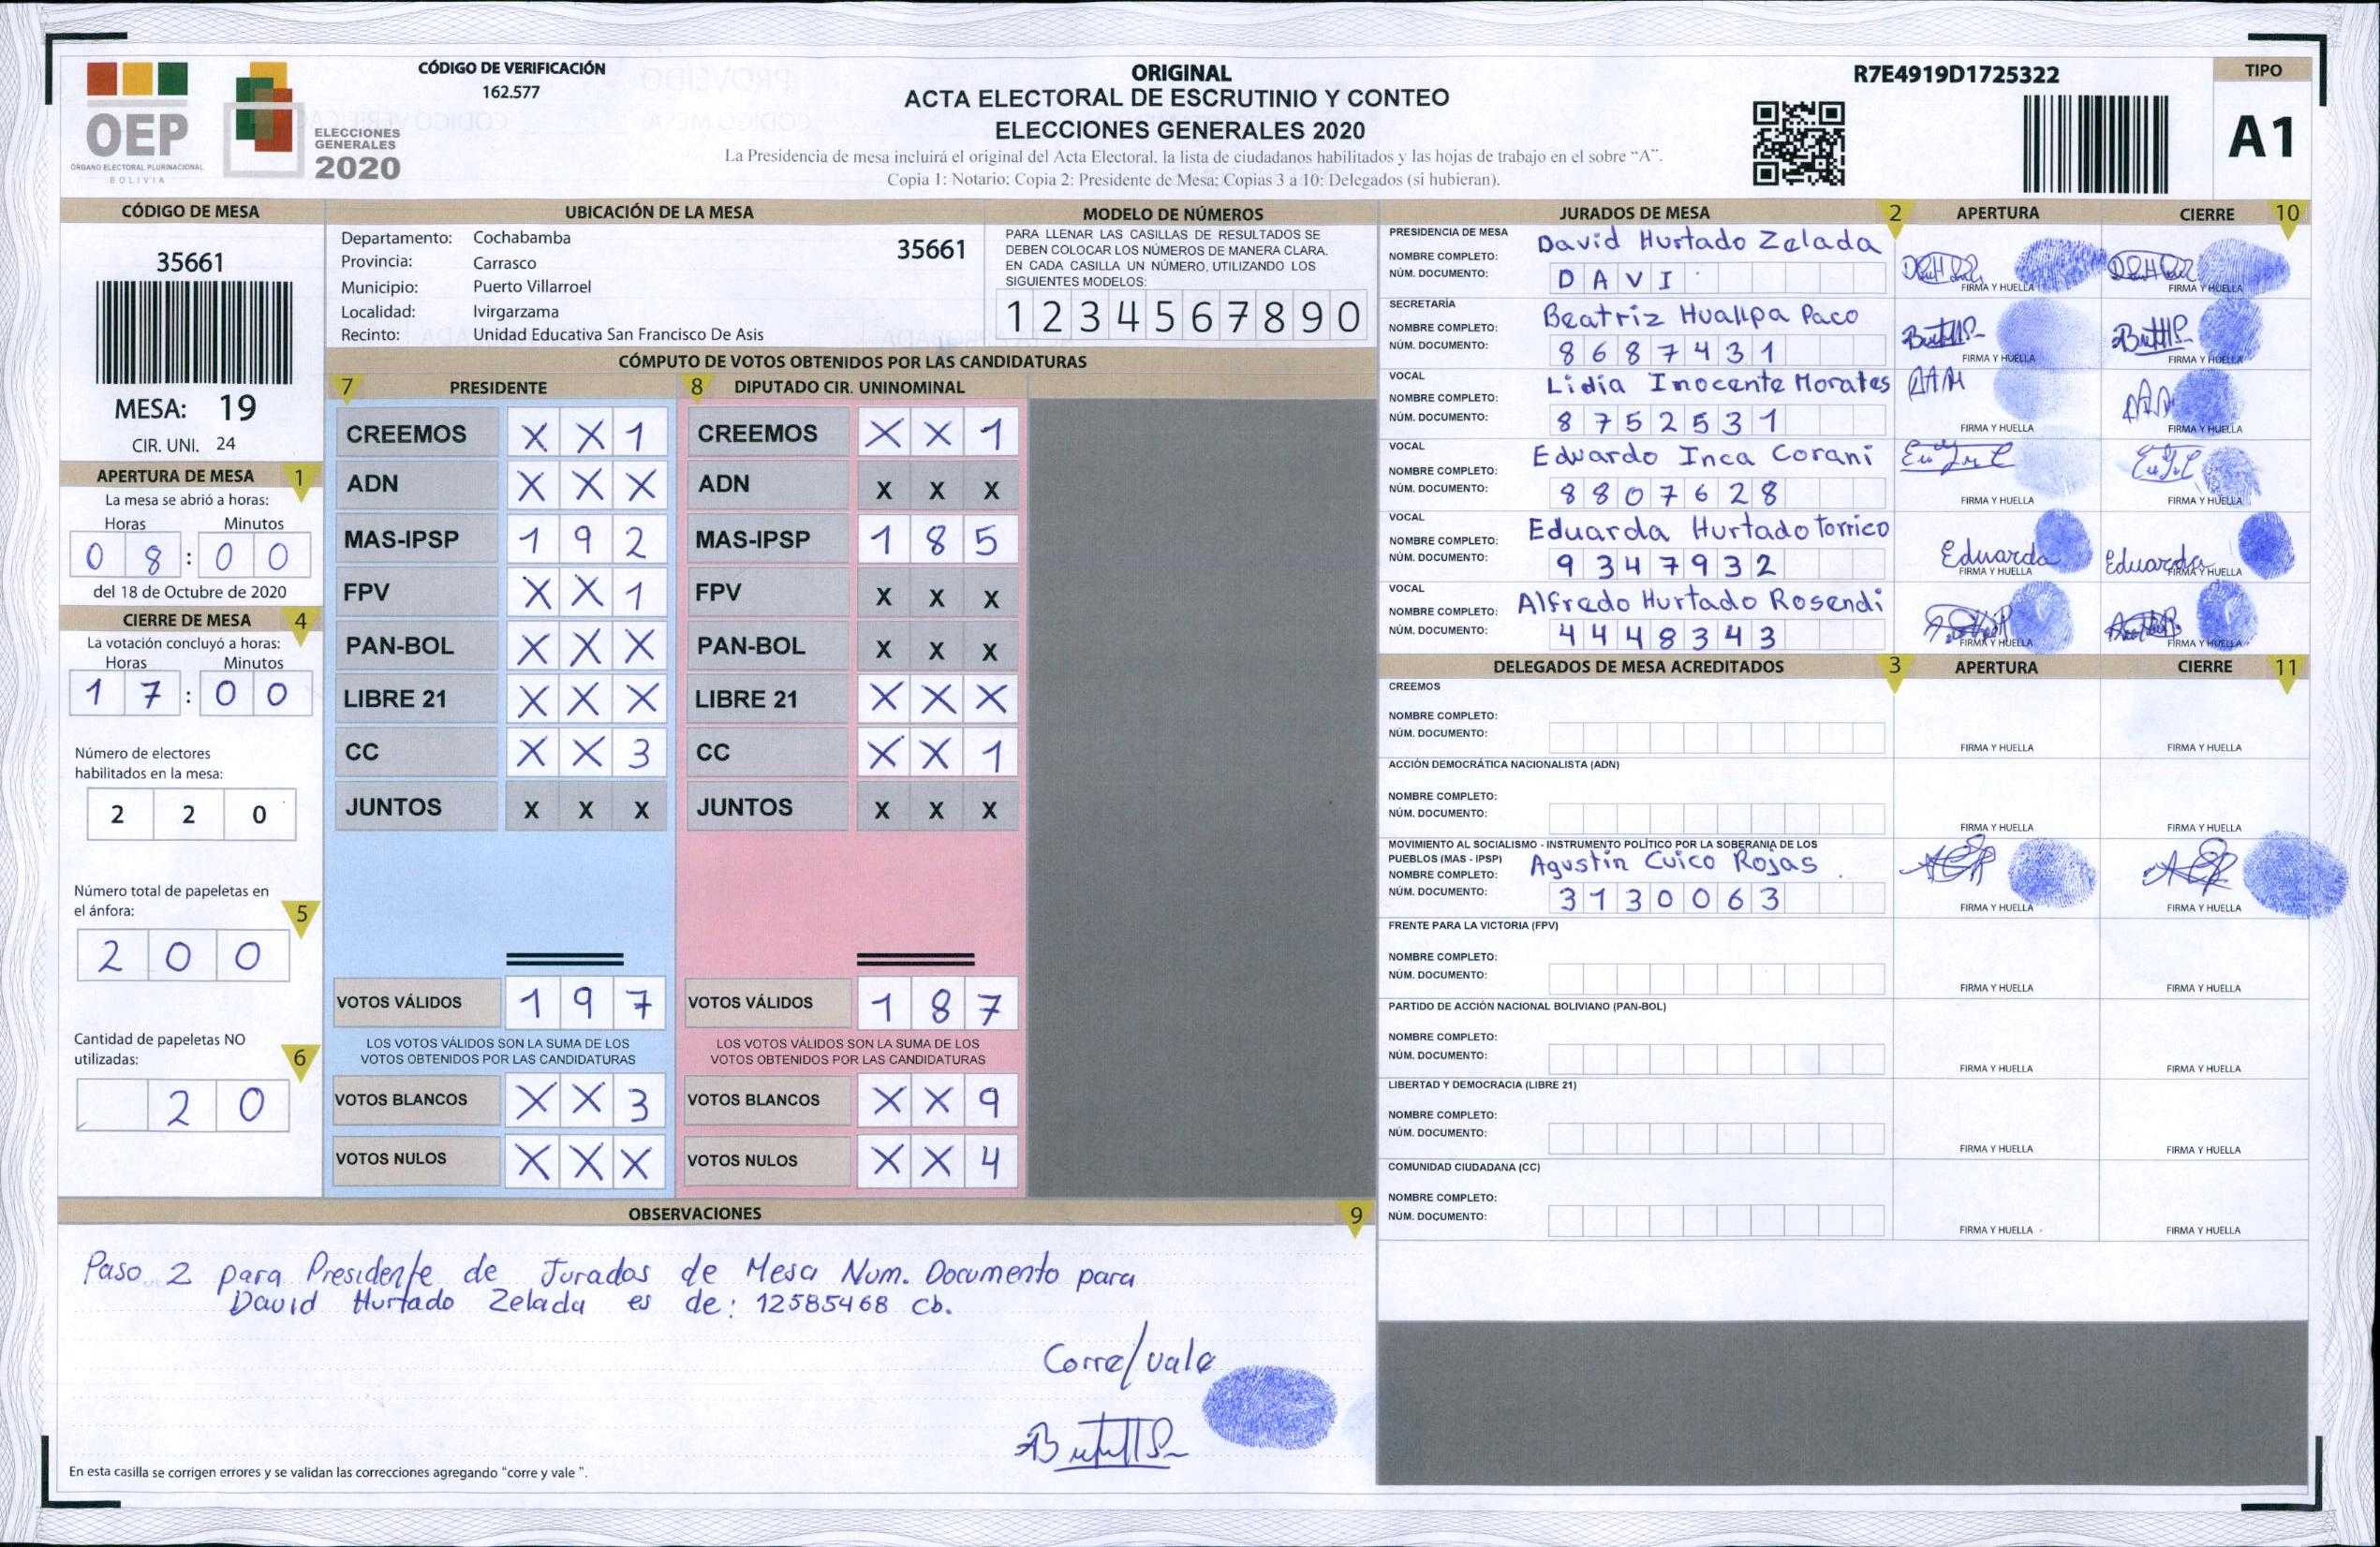 CÓDIGO DE VERIFICACIÓN
162.577
OEP
ÓRGANO ELECTORAL PLURINACIONAL
BOLIVIA
ELECCIONES
GENERALES
2020
ORIGINAL
ACTA ELECTORAL DE ESCRUTINIO Y CONTEO
ELECCIONES GENERALES 2020
La Presidencia de mesa incluirá el original del Acta Electoral, la lista de ciudadanos habilitados y las hojas de trabajo en el sobre "A".
Copia 1: Notario; Copia 2: Presidente de Mesa; Copias 3 a 10: Delegados (si hubieran).
R7E4919D1725322
TIPO
A1
CÓDIGO DE MESA
35661
MESA: 19
CIR. UNI. 24
UBICACIÓN DE LA MESA
Departamento: Cochabamba
35661
Provincia: Carrasco
Municipio: Puerto Villarroel
Localidad: Ivirgarzama
Recinto: Unidad Educativa San Francisco De Asis
MODELO DE NÚMEROS
PARA LLENAR LAS CASILLAS DE RESULTADOS SE
DEBEN COLOCAR LOS NÚMEROS DE MANERA CLARA.
EN CADA CASILLA UN NÚMERO, UTILIZANDO LOS
SIGUIENTES MODELOS:
1 2 3 4 5 6 7 8 9 0
APERTURA DE MESA 1
La mesa se abrió a horas:
Horas Minutos
0 8 : 0 0
del 18 de Octubre de 2020
CIERRE DE MESA 4
La votación concluyó a horas:
Horas Minutos
1 7 : 0 0
Número de electores
habilitados en la mesa:
2 2 0
Número total de papeletas en
el ánfora: 5
2 0 0
Cantidad de papeletas NO
utilizadas: 6
2 0
CÓMPUTO DE VOTOS OBTENIDOS POR LAS CANDIDATURAS
7 PRESIDENTE
CREEMOS X X 1
ADN X X X
MAS-IPSP 1 9 2
FPV X X 1
PAN-BOL X X X
LIBRE 21 X X X
CC X X 3
JUNTOS X X X
VOTOS VÁLIDOS 1 9 7
LOS VOTOS VÁLIDOS SON LA SUMA DE LOS
VOTOS OBTENIDOS POR LAS CANDIDATURAS
VOTOS BLANCOS X X 3
VOTOS NULOS X X X
8 DIPUTADO CIR. UNINOMINAL
CREEMOS X X 1
ADN X X X
MAS-IPSP 1 8 5
FPV X X X
PAN-BOL X X X
LIBRE 21 X X X
CC X X 1
JUNTOS X X X
VOTOS VÁLIDOS 1 8 7
LOS VOTOS VÁLIDOS SON LA SUMA DE LOS
VOTOS OBTENIDOS POR LAS CANDIDATURAS
VOTOS BLANCOS X X 9
VOTOS NULOS X X 4
OBSERVACIONES 9
Paso 2 para Presidente de Jurados de Mesa Num. Documento para
David Hurtado Zelada es de: 12585468 cb.
Corre/vale
En esta casilla se corrigen errores y se validan las correcciones agregando "corre y vale ".
JURADOS DE MESA 2 APERTURA CIERRE 10
PRESIDENCIA DE MESA
NOMBRE COMPLETO: David Hurtado Zelada
NÚM. DOCUMENTO: D A V I
FIRMA Y HUELLA FIRMA Y HUELLA
SECRETARÍA
NOMBRE COMPLETO: Beatriz Huallpa Paco
NÚM. DOCUMENTO: 8 6 8 7 4 3 1
FIRMA Y HUELLA FIRMA Y HUELLA
VOCAL
NOMBRE COMPLETO: Lidia Inocente Morales
NÚM. DOCUMENTO: 8 7 5 2 5 3 1
FIRMA Y HUELLA FIRMA Y HUELLA
VOCAL
NOMBRE COMPLETO: Eduardo Inca Corani
NÚM. DOCUMENTO: 8 8 0 7 6 2 8
FIRMA Y HUELLA FIRMA Y HUELLA
VOCAL
NOMBRE COMPLETO: Eduarda Hurtado Torrico
NÚM. DOCUMENTO: 9 3 4 7 9 3 2
Eduarda Eduarda
FIRMA Y HUELLA FIRMA Y HUELLA
VOCAL
NOMBRE COMPLETO: Alfredo Hurtado Rosendi
NÚM. DOCUMENTO: 4 4 4 8 3 4 3
FIRMA Y HUELLA FIRMA Y HUELLA
DELEGADOS DE MESA ACREDITADOS 3 APERTURA CIERRE 11
CREEMOS
NOMBRE COMPLETO:
NÚM. DOCUMENTO:
FIRMA Y HUELLA FIRMA Y HUELLA
ACCIÓN DEMOCRÁTICA NACIONALISTA (ADN)
NOMBRE COMPLETO:
NÚM. DOCUMENTO:
FIRMA Y HUELLA FIRMA Y HUELLA
MOVIMIENTO AL SOCIALISMO - INSTRUMENTO POLÍTICO POR LA SOBERANÍA DE LOS
PUEBLOS (MAS - IPSP)
NOMBRE COMPLETO: Agustin Cuico Rojas
NÚM. DOCUMENTO: 3 1 3 0 0 6 3
FIRMA Y HUELLA FIRMA Y HUELLA
FRENTE PARA LA VICTORIA (FPV)
NOMBRE COMPLETO:
NÚM. DOCUMENTO:
FIRMA Y HUELLA FIRMA Y HUELLA
PARTIDO DE ACCIÓN NACIONAL BOLIVIANO (PAN-BOL)
NOMBRE COMPLETO:
NÚM. DOCUMENTO:
FIRMA Y HUELLA FIRMA Y HUELLA
LIBERTAD Y DEMOCRACIA (LIBRE 21)
NOMBRE COMPLETO:
NÚM. DOCUMENTO:
FIRMA Y HUELLA FIRMA Y HUELLA
COMUNIDAD CIUDADANA (CC)
NOMBRE COMPLETO:
NÚM. DOCUMENTO:
FIRMA Y HUELLA FIRMA Y HUELLA